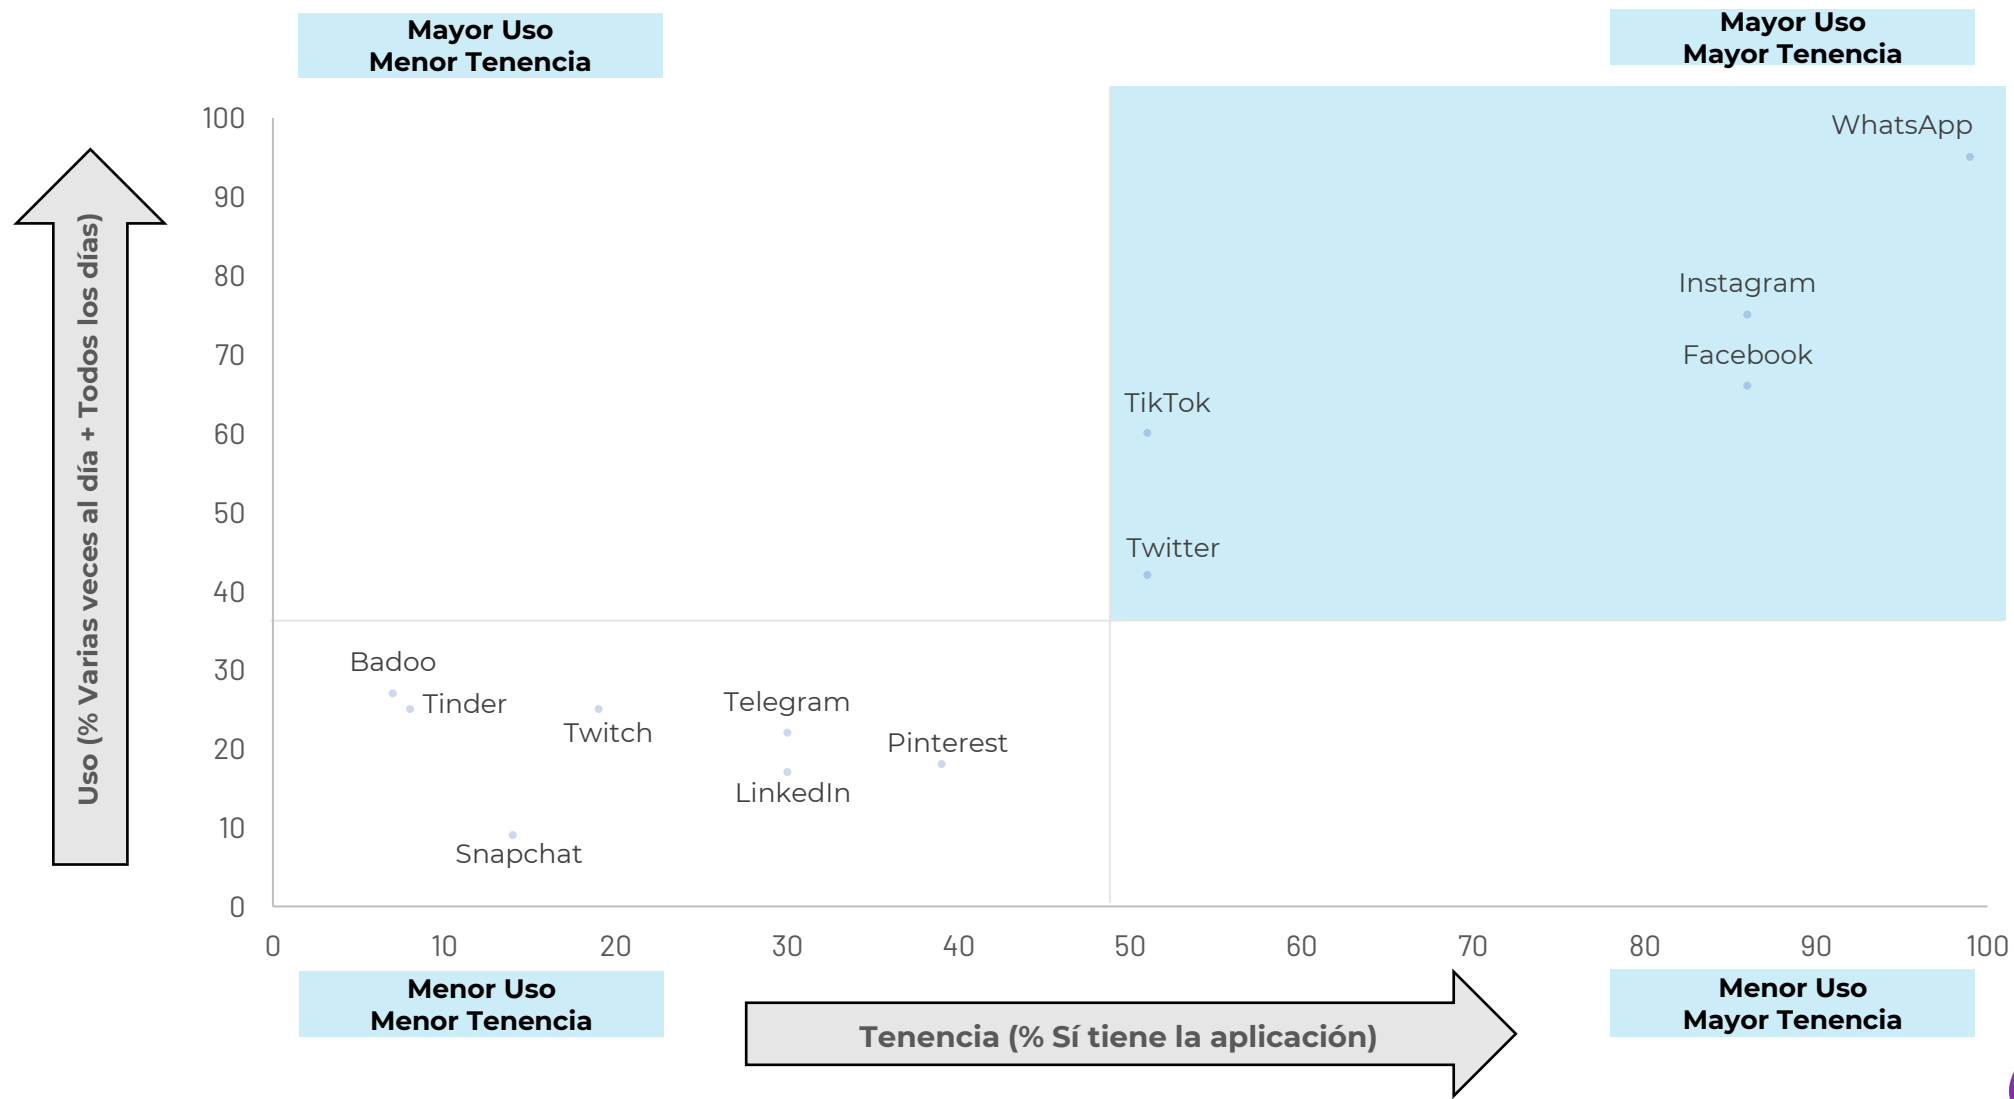 Mayor Uso
Menor Tenencia
Mayor Uso
Mayor Tenencia
Uso (% Varias veces al día + Todos los días)
100
90
80
70
60
50
40
30
20
10
0
WhatsApp
Instagram
Facebook
TikTok
Twitter
Badoo
Tinder
Twitch
Telegram
Pinterest
LinkedIn
Snapchat
0 10 20 30 40 50 60 70 80 90 100
Menor Uso
Menor Tenencia
Tenencia (% Sí tiene la aplicación)
Menor Uso
Mayor Tenencia